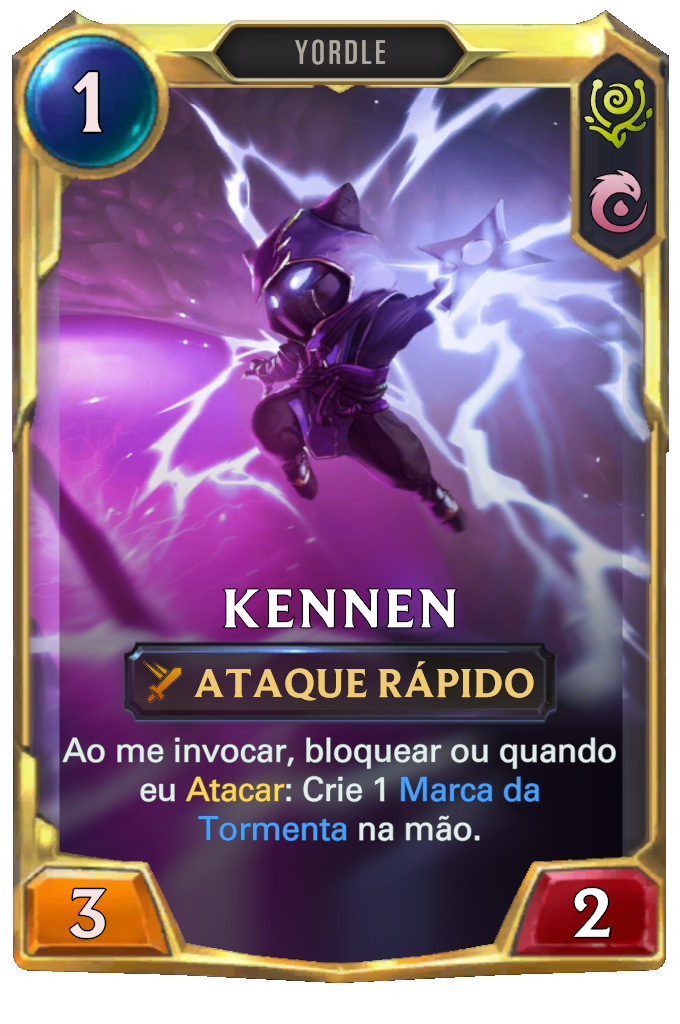 YORDLE
1
KENNEN
ATAQUE RÁPIDO
Ao me invocar, bloquear ou quando
eu Atacar: Crie 1 Marca da
Tormenta na mão.
3
2